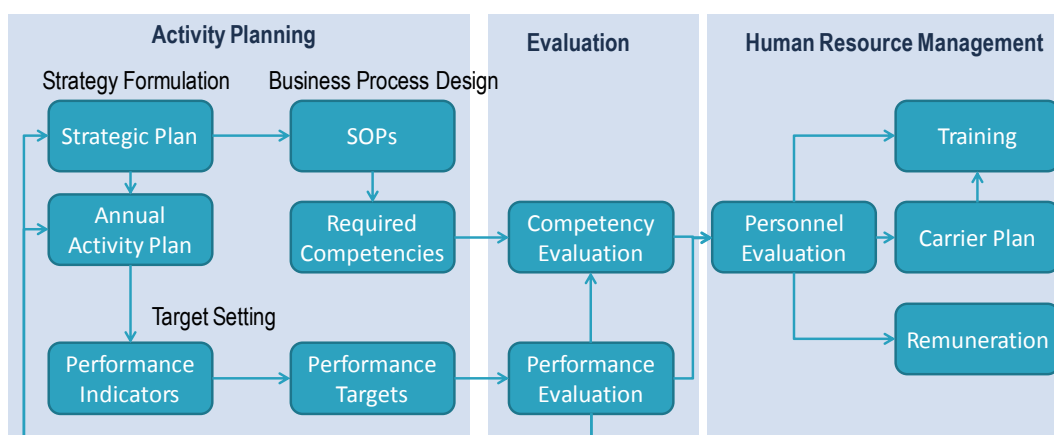 Activity Planning
Evaluation
Human Resource Management
Strategy Formulation
Business Process Design
Strategic Plan
SOPs
Training
Annual
Activity Plan
Required
Competencies
Competency
Evaluation
Personnel
Evaluation
Carrier Plan
Target Setting
Remuneration
Performance
Indicators
Performance
Targets
Performance
Evaluation